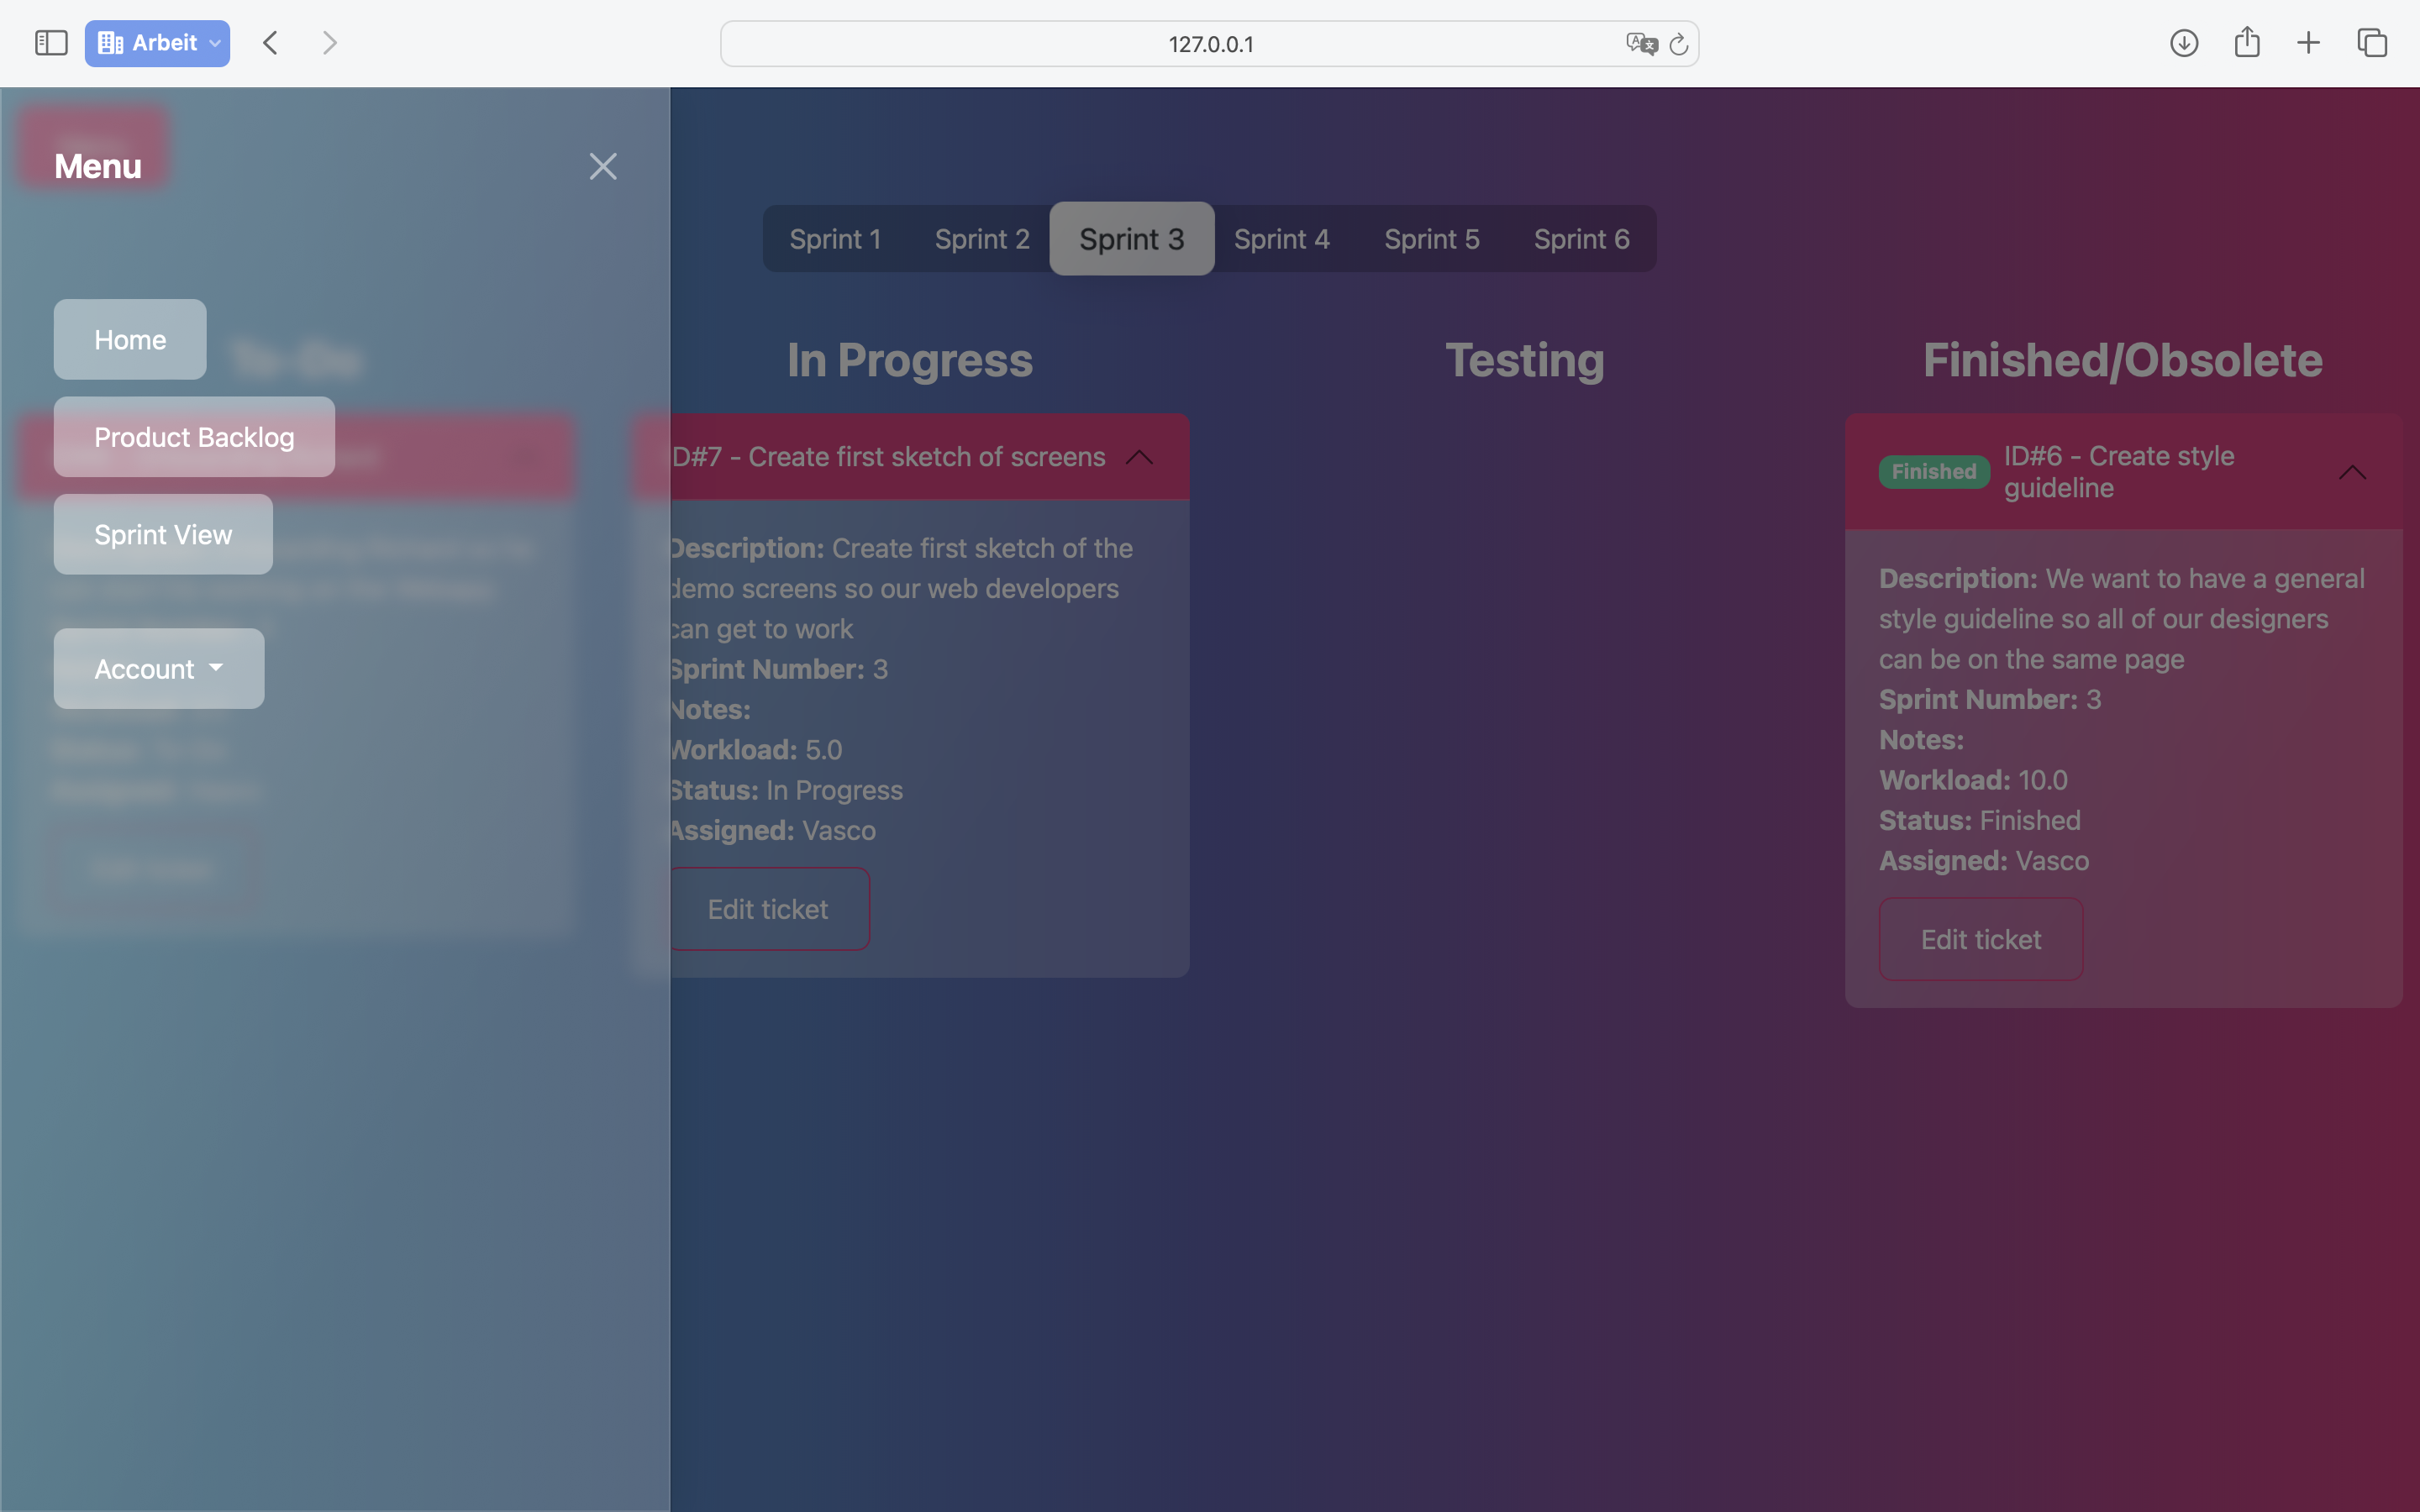 Arbeit
127.0.0.1
Menu
Home
Product Backlog
Sprint View
Account
Sprint 1
Sprint 2
Sprint 3
Sprint 4
Sprint 5
Sprint 6
To-Do
In Progress
ID#7 - Create first sketch of screens
Description: Create first sketch of the
demo screens so our web developers
can get to work
Sprint Number: 3
Notes:
Workload: 5.0
Status: In Progress
Assigned: Vasco
Edit ticket
Testing
Finished/Obsolete
Finished
ID#6 - Create style
guideline
Description: We want to have a general
style guideline so all of our designers
can be on the same page
Sprint Number: 3
Notes:
Workload: 10.0
Status: Finished
Assigned: Vasco
Edit ticket